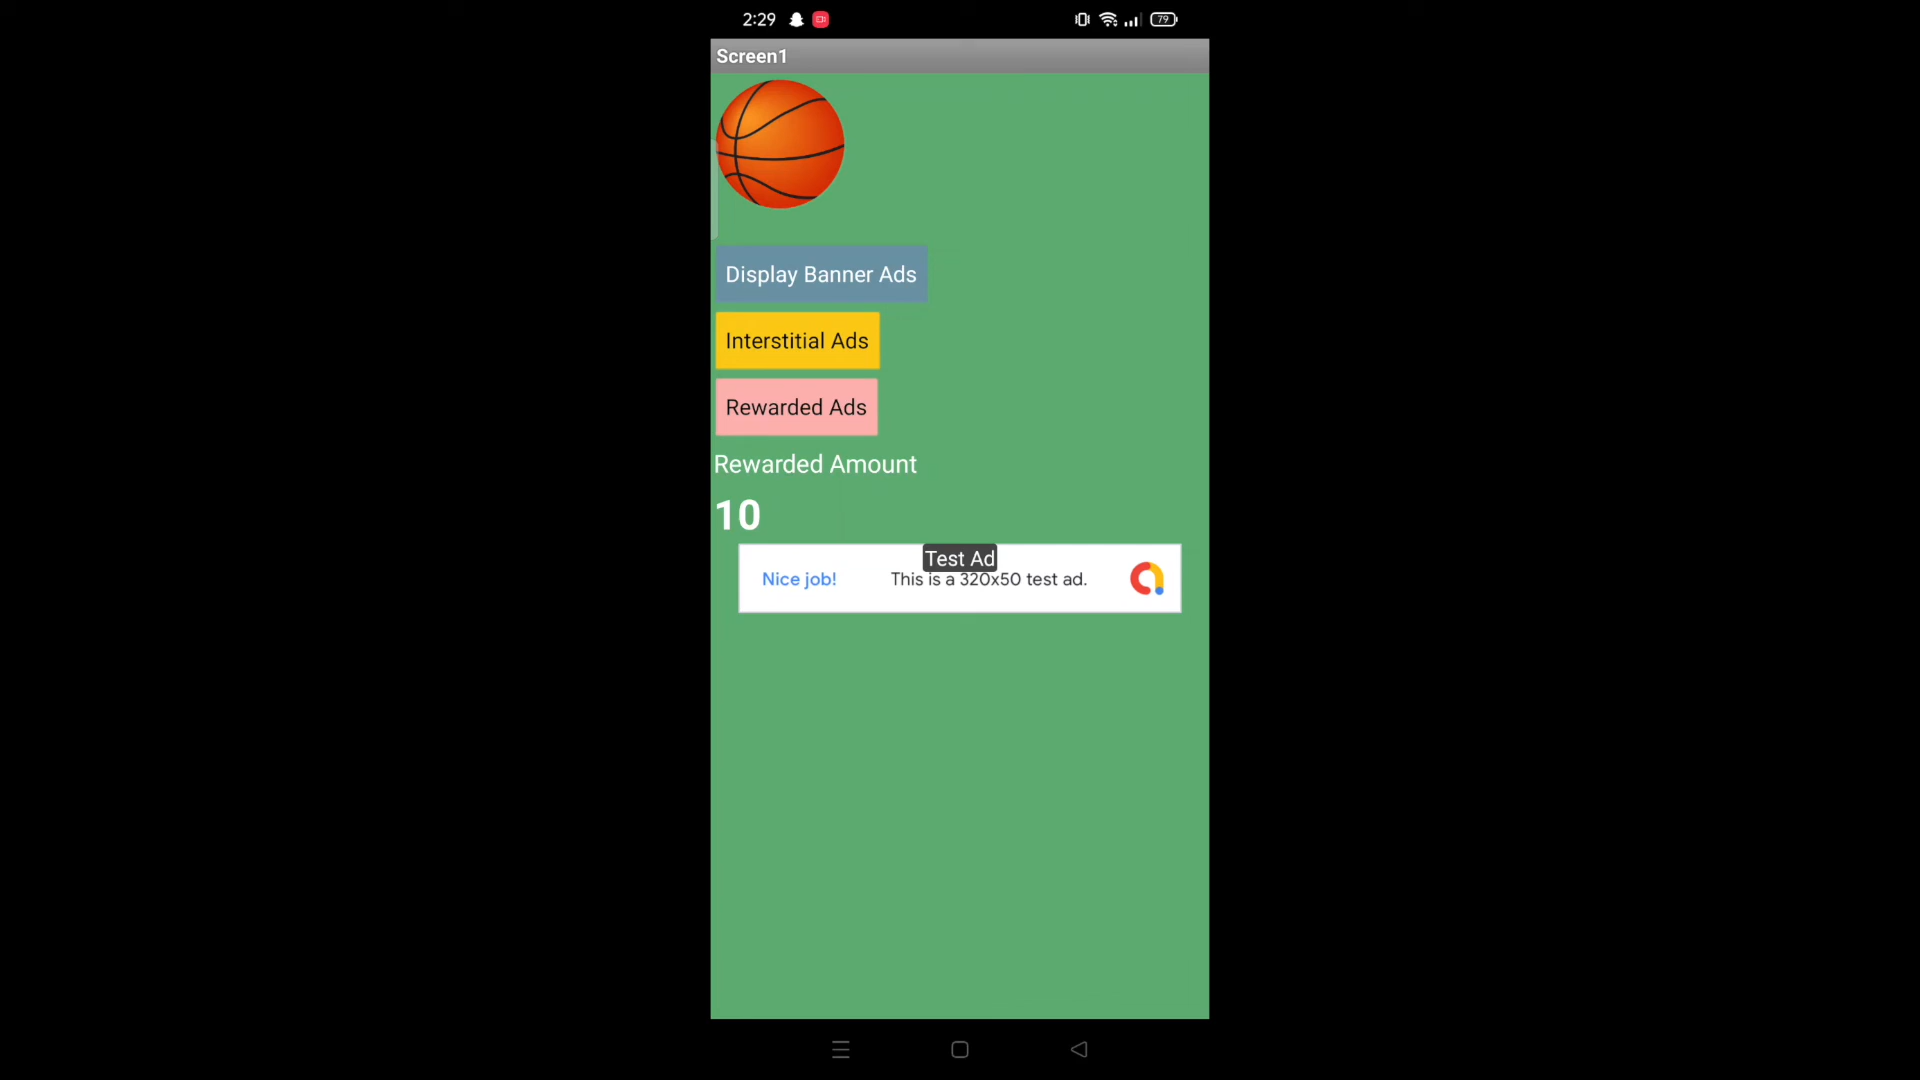 2:29
79
Screen1
Display Banner Ads
Interstitial Ads
Rewarded Ads
Rewarded Amount
10
Test Ad
Nice job! This is a 320x50 test ad.